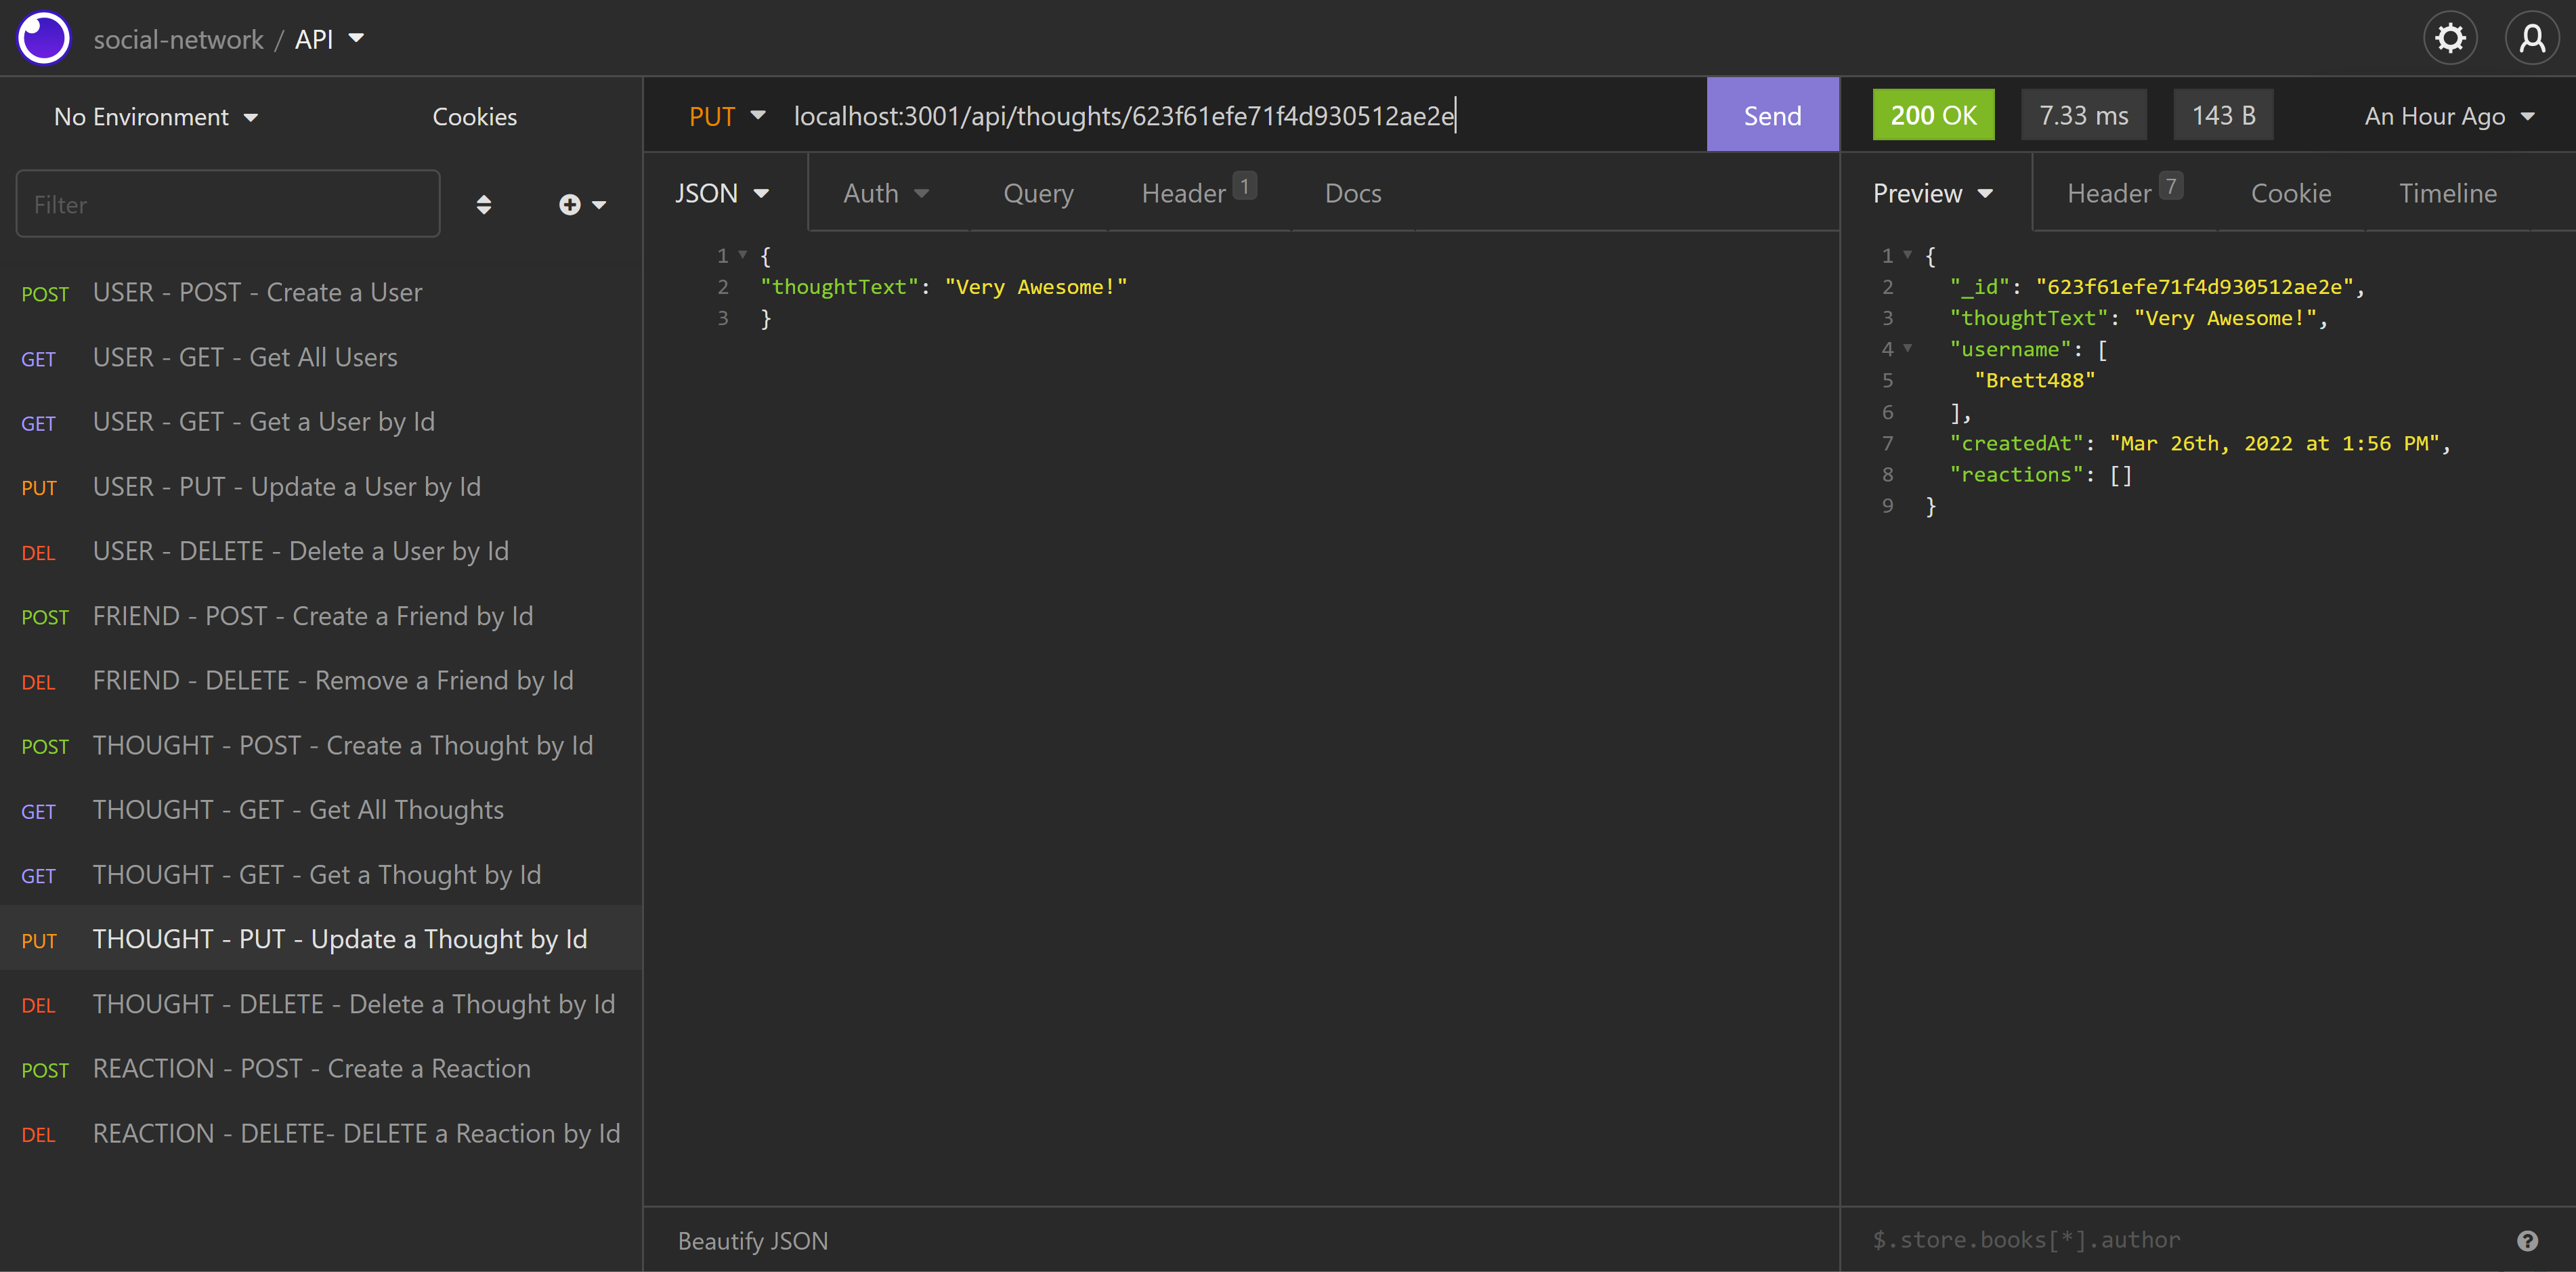 social-network / API
No Environment
Cookies
Filter
POST USER - POST - Create a User
GET USER - GET - Get All Users
GET USER - GET - Get a User by Id
PUT USER - PUT - Update a User by Id
DEL USER - DELETE - Delete a User by Id
POST FRIEND - POST - Create a Friend by Id
DEL FRIEND - DELETE - Remove a Friend by Id
POST THOUGHT - POST - Create a Thought by Id
GET THOUGHT - GET - Get All Thoughts
GET THOUGHT - GET - Get a Thought by Id
PUT THOUGHT - PUT - Update a Thought by Id
DEL THOUGHT - DELETE - Delete a Thought by Id
POST REACTION - POST - Create a Reaction
DEL REACTION - DELETE- DELETE a Reaction by Id
PUT localhost:3001/api/thoughts/623f61efe71f4d930512ae2e Send
JSON Auth Query Header 1 Docs
1 {
2 "thoughtText": "Very Awesome!"
3 }
Beautify JSON
200 OK 7.33 ms 143 B An Hour Ago
Preview Header 7 Cookie Timeline
1 {
2 "_id": "623f61efe71f4d930512ae2e",
3 "thoughtText": "Very Awesome!",
4 "username": [
5 "Brett488"
6 ],
7 "createdAt": "Mar 26th, 2022 at 1:56 PM",
8 "reactions": []
9 }
$.store.books[*].author
?